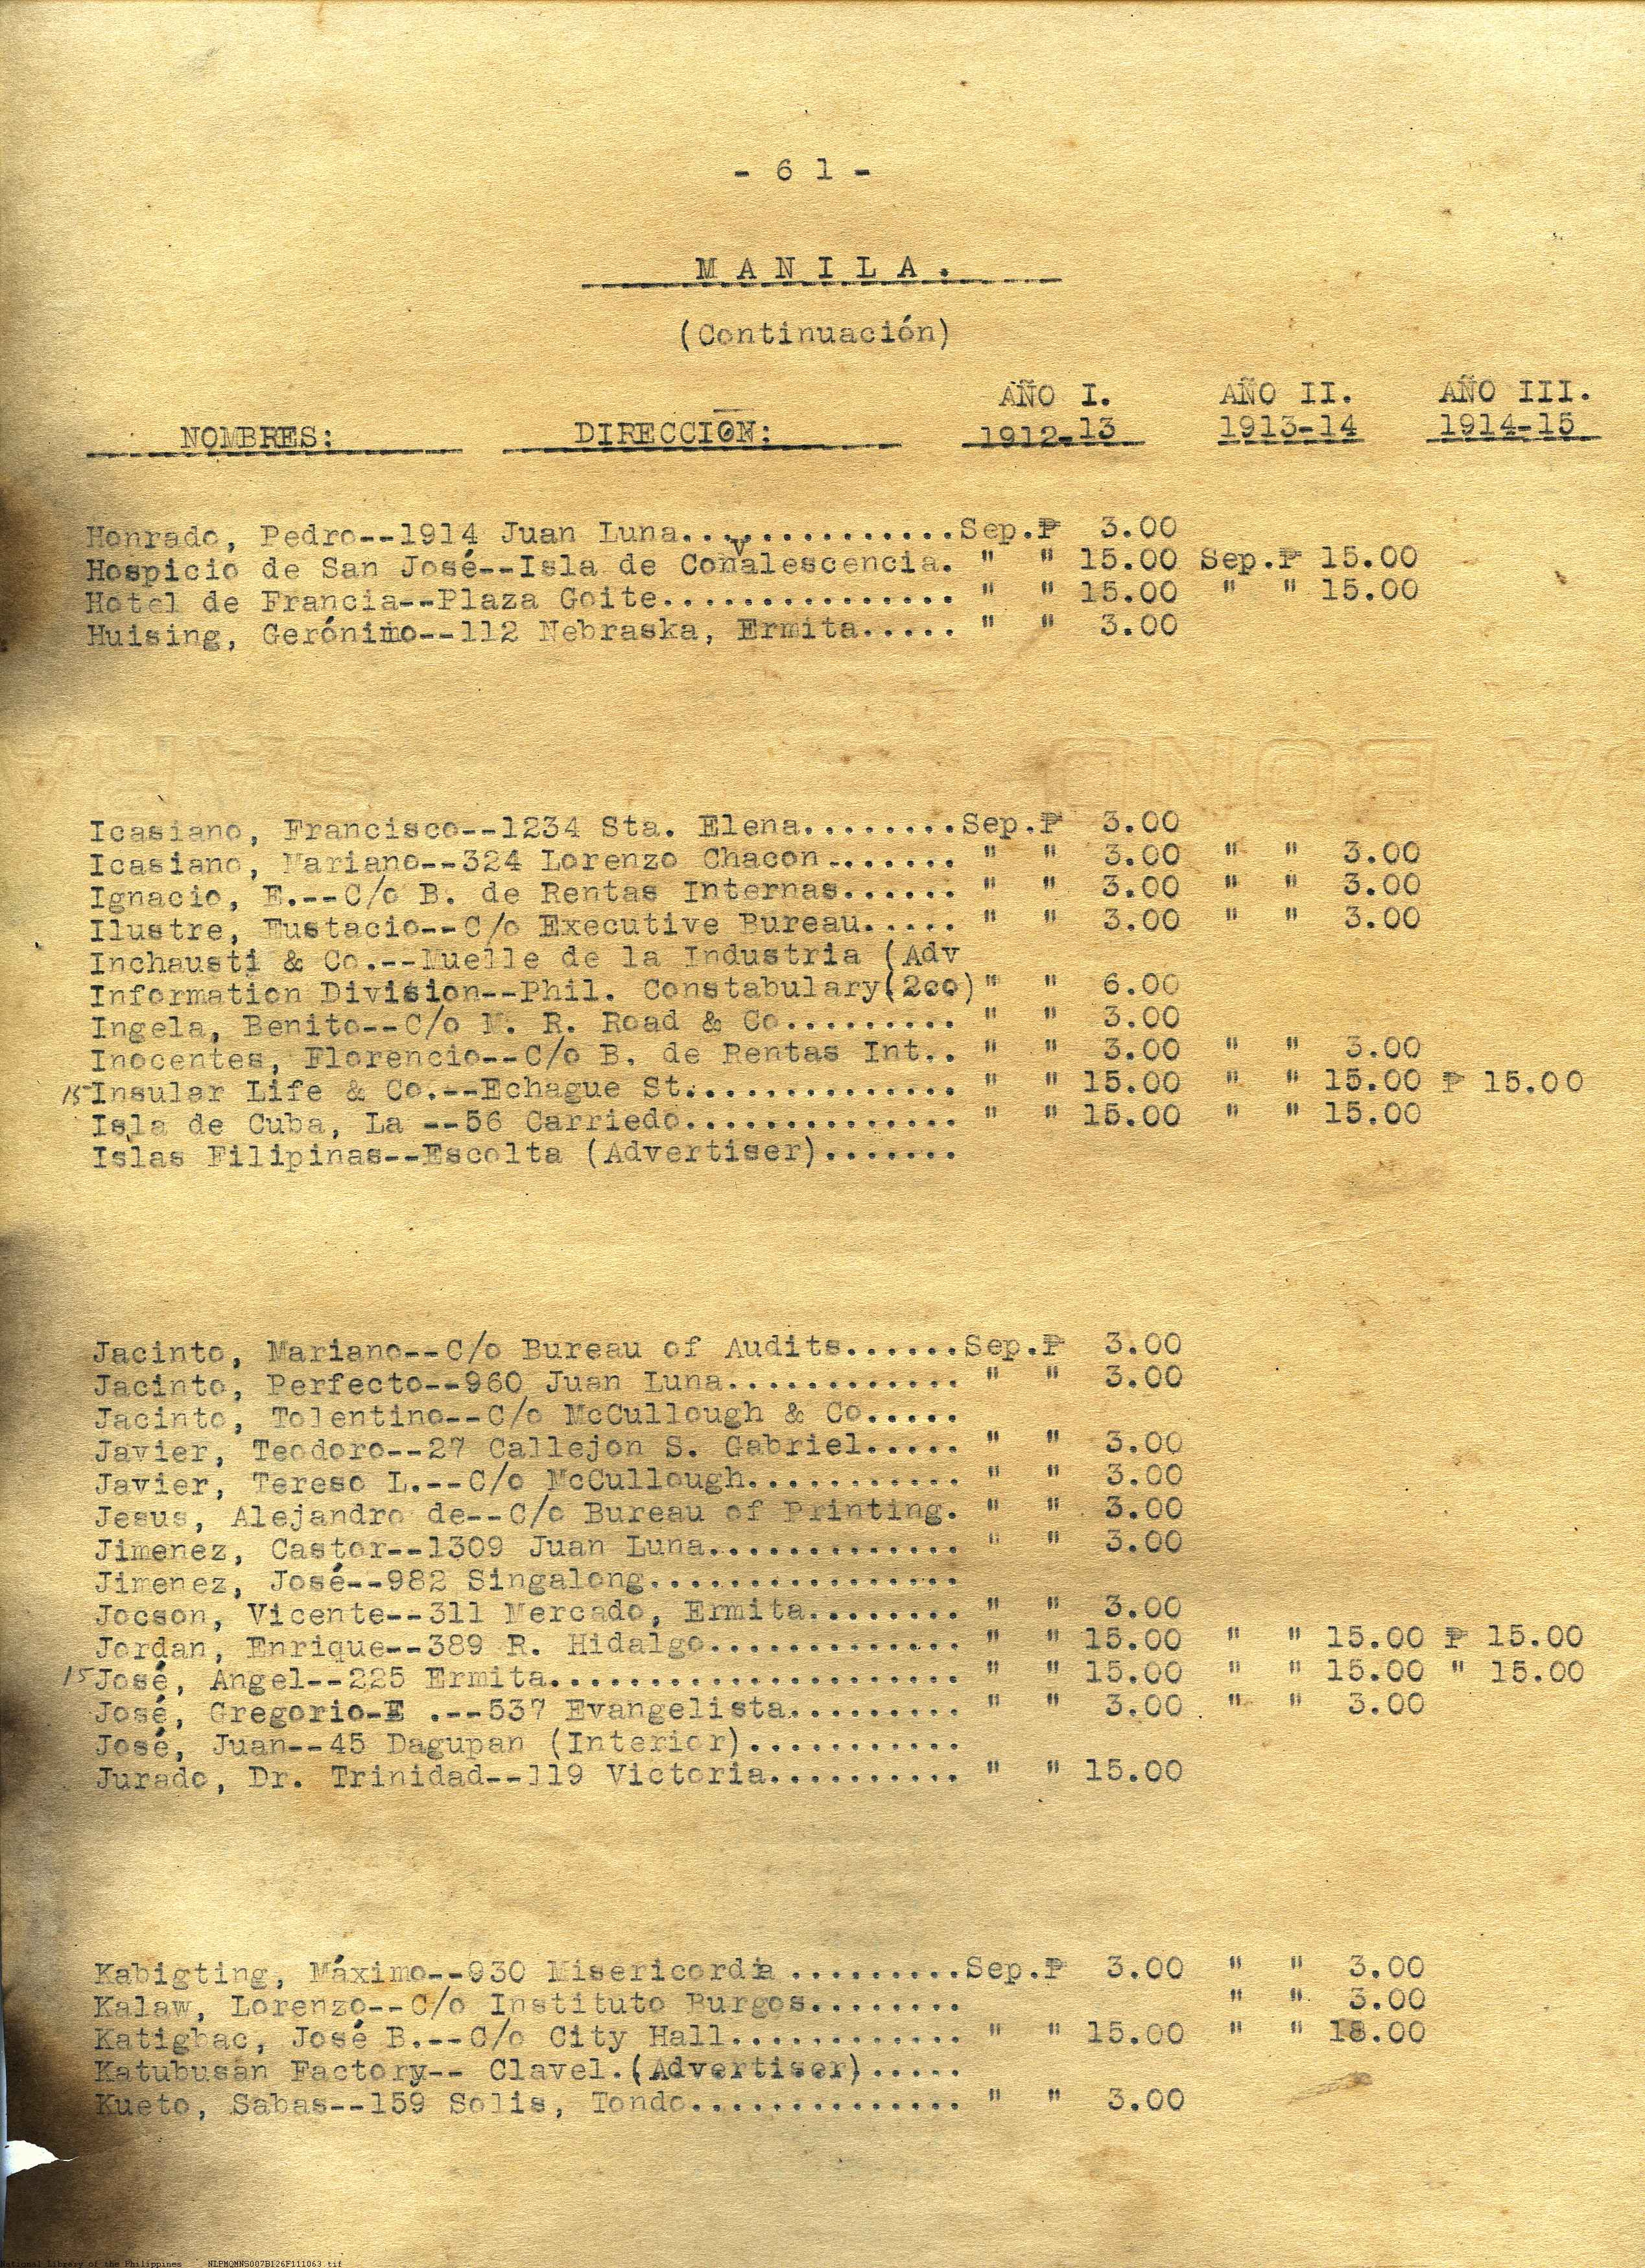 - 6 1 -
M A N I L A .
(Continuación)
AÑO I. AÑO II. AÑO III.
NOMBRES: DIRECCION: 1912-13 1913-14 1914-15
Honrado, Pedro--1914 Juan Luna..............Sep.₱ 3.00
v
Hospicio de San José--Isla de Conalescencia. " " 15.00 Sep.₱ 15.00
Hotel de Francia--Plaza Goite............... " " 15.00 " " 15.00
Huising, Gerónimo--112 Nebraska, Ermita..... " " 3.00
Icasiano, Francisco--1234 Sta. Elena........Sep.₱ 3.00
Icasiano, Mariano--324 Lorenzo Chacon....... " " 3.00 " " 3.00
Ignacio, E.--C/o B. de Rentas Internas...... " " 3.00 " " 3.00
Ilustre, Eustacio--C/o Executive Bureau..... " " 3.00 " " 3.00
Inchausti & Co.--Muelle de la Industria (Adv
Information Division--Phil. Constabulary(2co) " " 6.00
Ingela, Benito--C/o M. R. Road & Co......... " " 3.00
Inocentes, Florencio--C/o B. de Rentas Int.. " " 3.00 " " 3.00
15 Insular Life & Co.--Echague St.............. " " 15.00 " " 15.00 ₱ 15.00
Isla de Cuba, La --56 Carriedo.............. " " 15.00 " " 15.00
Islas Filipinas--Escolta (Advertiser).......
Jacinto, Mariano--C/o Bureau of Audits......Sep.₱ 3.00
Jacinto, Perfecto--960 Juan Luna............ " " 3.00
Jacinto, Tolentino--C/o McCullough & Co.....
Javier, Teodoro--27 Callejon S. Gabriel..... " " 3.00
Javier, Tereso L.--C/o McCullough........... " " 3.00
Jesus, Alejandro de--C/o Bureau of Printing. " " 3.00
Jimenez, Castor--1309 Juan Luna............. " " 3.00
Jimenez, José--982 Singalong................
Jocson, Vicente--311 Mercado, Ermita........ " " 3.00
Jordan, Enrique--389 R. Hidalgo............. " " 15.00 " " 15.00 ₱ 15.00
15 José, Angel--225 Ermita..................... " " 15.00 " " 15.00 " 15.00
José, Gregorio-E .--537 Evangelista......... " " 3.00 " " 3.00
José, Juan--45 Dagupan (Interior)...........
Jurado, Dr. Trinidad--119 Victoria.......... " " 15.00
Kabigting, Máximo--930 Misericordia .........Sep.₱ 3.00 " " 3.00
Kalaw, Lorenzo--C/o Instituto Burgos........ " " 3.00
Katigbac, José B.--C/o City Hall............ " " 15.00 " " 18.00
Katubusan Factory-- Clavel.(Advertiser).....
Kueto, Sabas--159 Solis, Tondo.............. " " 3.00
National Library of the Philippines NLPMQMNS007B126F111063.tif